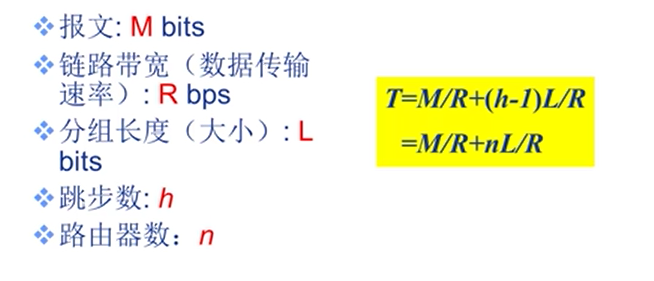 报文: M bits
链路带宽（数据传输
速率）: R bps
分组长度（大小）: L
bits
跳步数: h
路由器数：n
T=M/R+(h-1)L/R
=M/R+nL/R